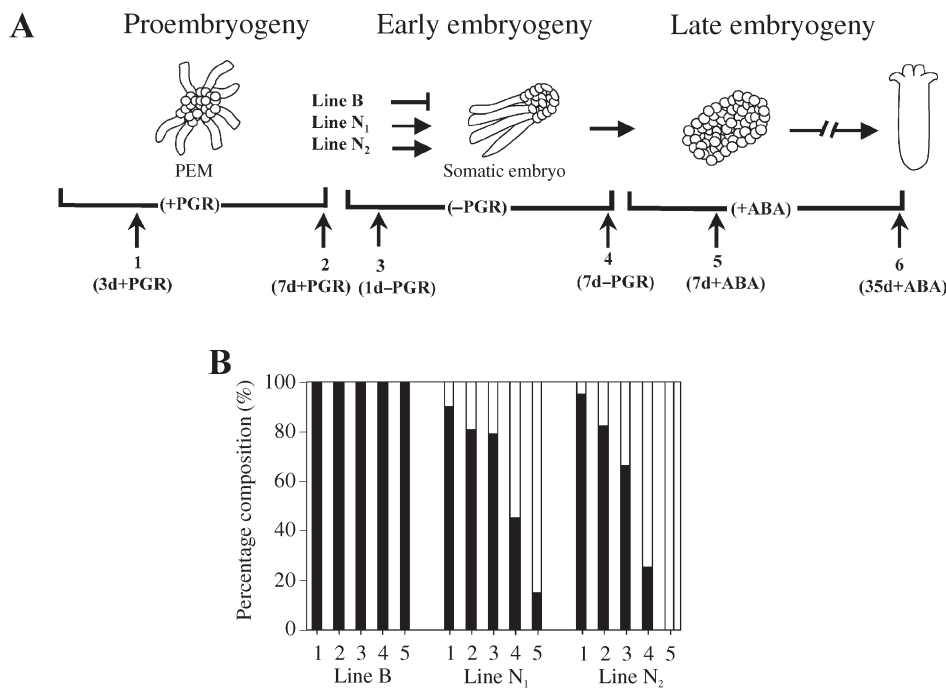 A
Proembryogeny Early embryogeny Late embryogeny
Line B
Line N₁
Line N₂
PEM
Somatic embryo
(+PGR) (–PGR) (+ABA)
1 2 3 4 5 6
(3d+PGR) (7d+PGR) (1d–PGR) (7d–PGR) (7d+ABA) (35d+ABA)
B
Percentage composition (%)
100
80
60
40
20
0
1 2 3 4 5 1 2 3 4 5 1 2 3 4 5
Line B Line N₁ Line N₂